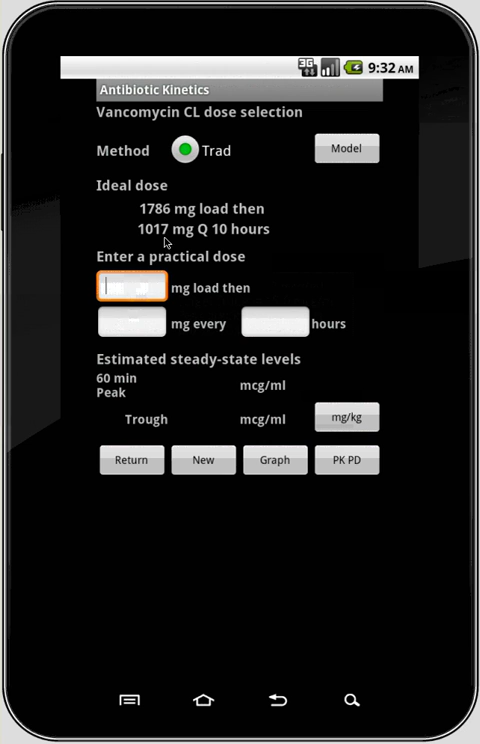 3G 9:32 AM
Antibiotic Kinetics
Vancomycin CL dose selection
Method Trad Model
Ideal dose
1786 mg load then
1017 mg Q 10 hours
Enter a practical dose
mg load then
mg every hours
Estimated steady-state levels
60 min
Peak mcg/ml
Trough mcg/ml mg/kg
Return New Graph PK PD